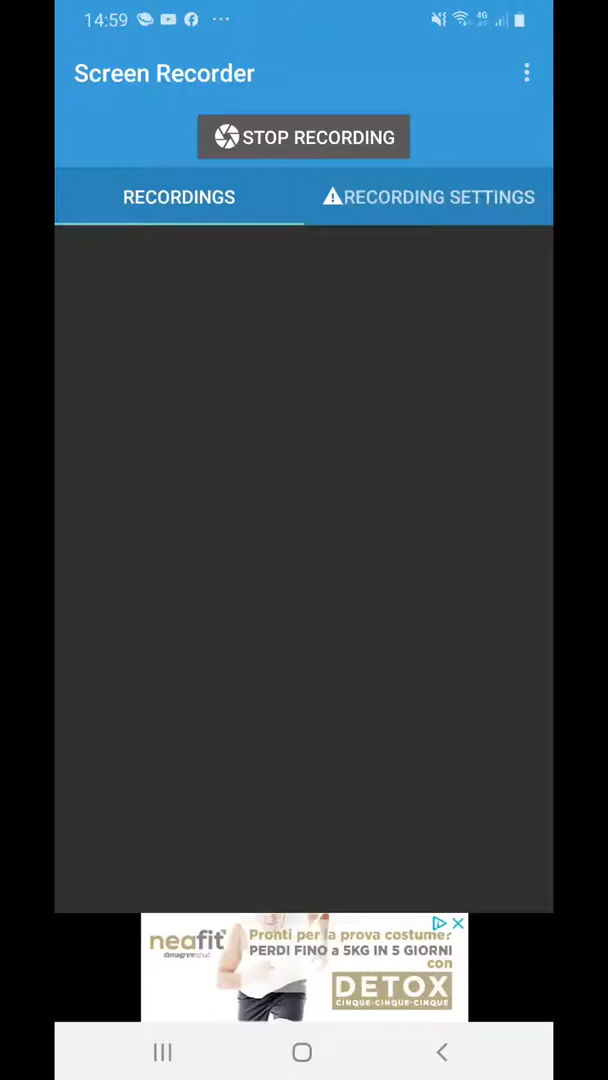 14:59
4G
Screen Recorder
STOP RECORDING
RECORDINGS
RECORDING SETTINGS
neafit
Pronti per la prova costume?
PERDI FINO a 5KG IN 5 GIORNI
con
DETOX
CINQUE·CINQUE·CINQUE